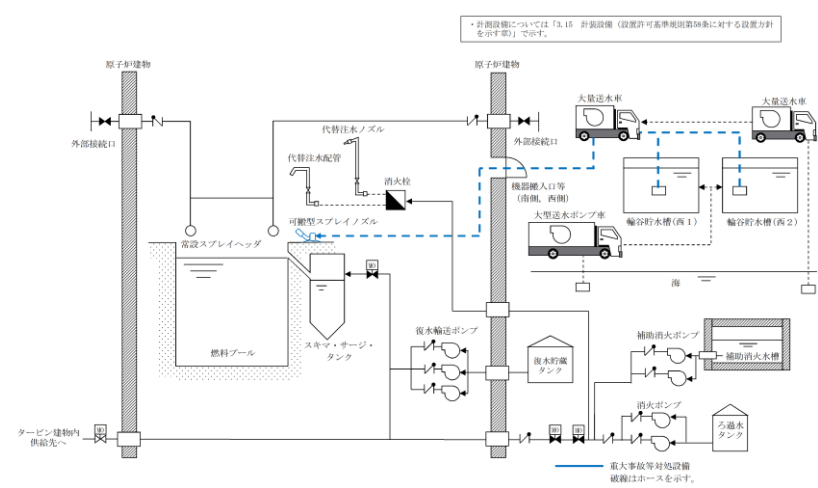 ・計測設備については「3.15　計装設備（設置許可基準規則第58条に対する設置方針
を示す章)」で示す。
原子炉建物
原子炉建物
大量送水車
大量送水車
外部接続口
外部接続口
代替注水ノズル
代替注水配管
消火栓
機器搬入口等
（南側，西側）
可搬型スプレイノズル
大型送水ポンプ車
輪谷貯水槽(西１)
輪谷貯水槽(西２)
常設スプレイヘッダ
海
燃料プール
スキマ・サージ・
タンク
MO
復水輸送ポンプ
復水貯蔵
タンク
補助消火ポンプ
補助消火水槽
消火ポンプ
ろ過水
タンク
タービン建物内
供給先へ
MO
MO
MO
重大事故等対処設備
破線はホースを示す。